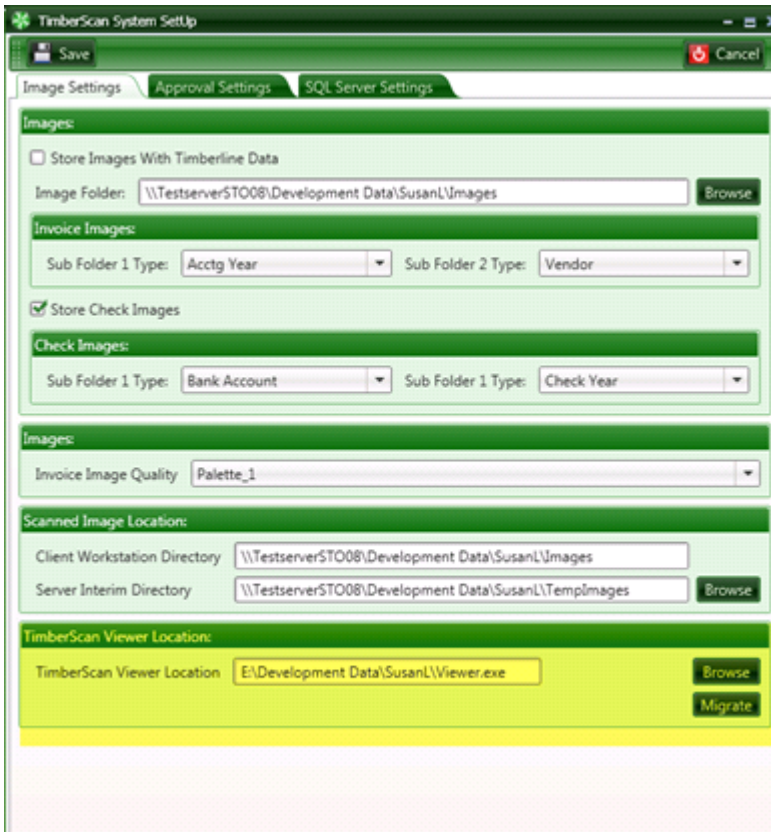 TimberScan System SetUp
Save Cancel
Image Settings Approval Settings SQL Server Settings
Images:
Store Images With Timberline Data
Image Folder: \\TestserverSTO08\Development Data\SusanL\Images Browse
Invoice Images:
Sub Folder 1 Type: Acctg Year Sub Folder 2 Type: Vendor
Store Check Images
Check Images:
Sub Folder 1 Type: Bank Account Sub Folder 1 Type: Check Year
Images:
Invoice Image Quality Palette_1
Scanned Image Location:
Client Workstation Directory \\TestserverSTO08\Development Data\SusanL\Images
Server Interim Directory \\TestserverSTO08\Development Data\SusanL\TempImages Browse
TimberScan Viewer Location:
TimberScan Viewer Location E:\Development Data\SusanL\Viewer.exe Browse
Migrate